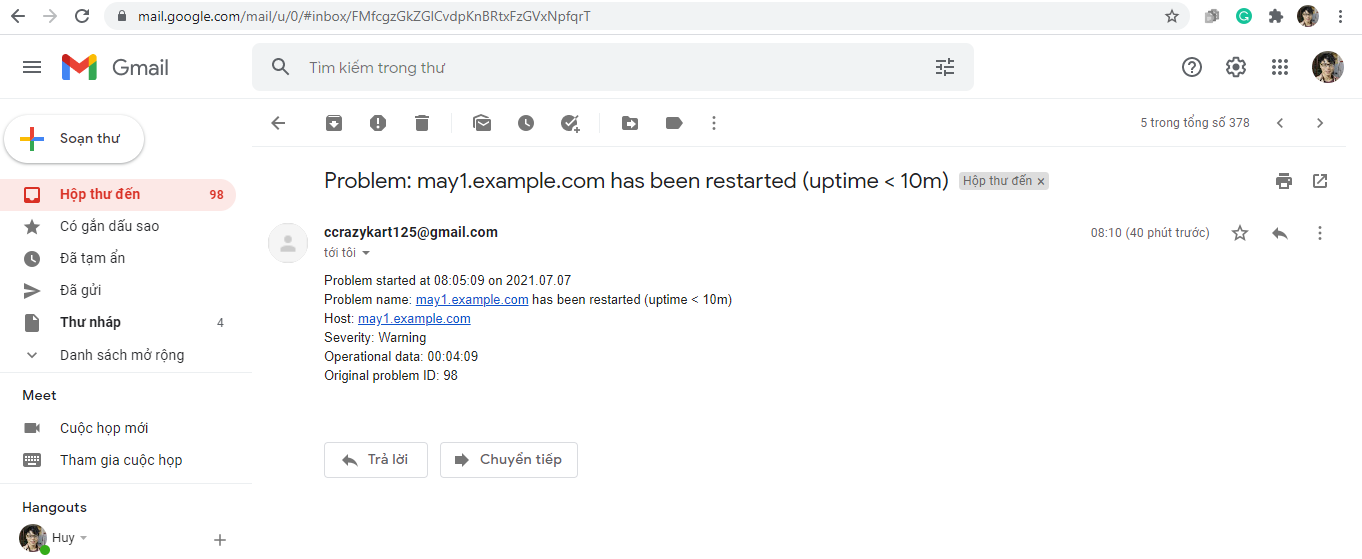 mail.google.com/mail/u/0/#inbox/FMfcgzGkZGlCvdpKnBRtxFzGVxNpfqrT
Gmail
Tìm kiếm trong thư
Soạn thư
5 trong tổng số 378
Hộp thư đến 98
Có gắn dấu sao
Đã tạm ẩn
Đã gửi
Thư nháp 4
Danh sách mở rộng
Meet
Cuộc họp mới
Tham gia cuộc họp
Hangouts
Huy
Problem: may1.example.com has been restarted (uptime < 10m) Hộp thư đến ×
ccrazykart125@gmail.com 08:10 (40 phút trước)
tới tôi
Problem started at 08:05:09 on 2021.07.07
Problem name: may1.example.com has been restarted (uptime < 10m)
Host: may1.example.com
Severity: Warning
Operational data: 00:04:09
Original problem ID: 98
Trả lời
Chuyển tiếp